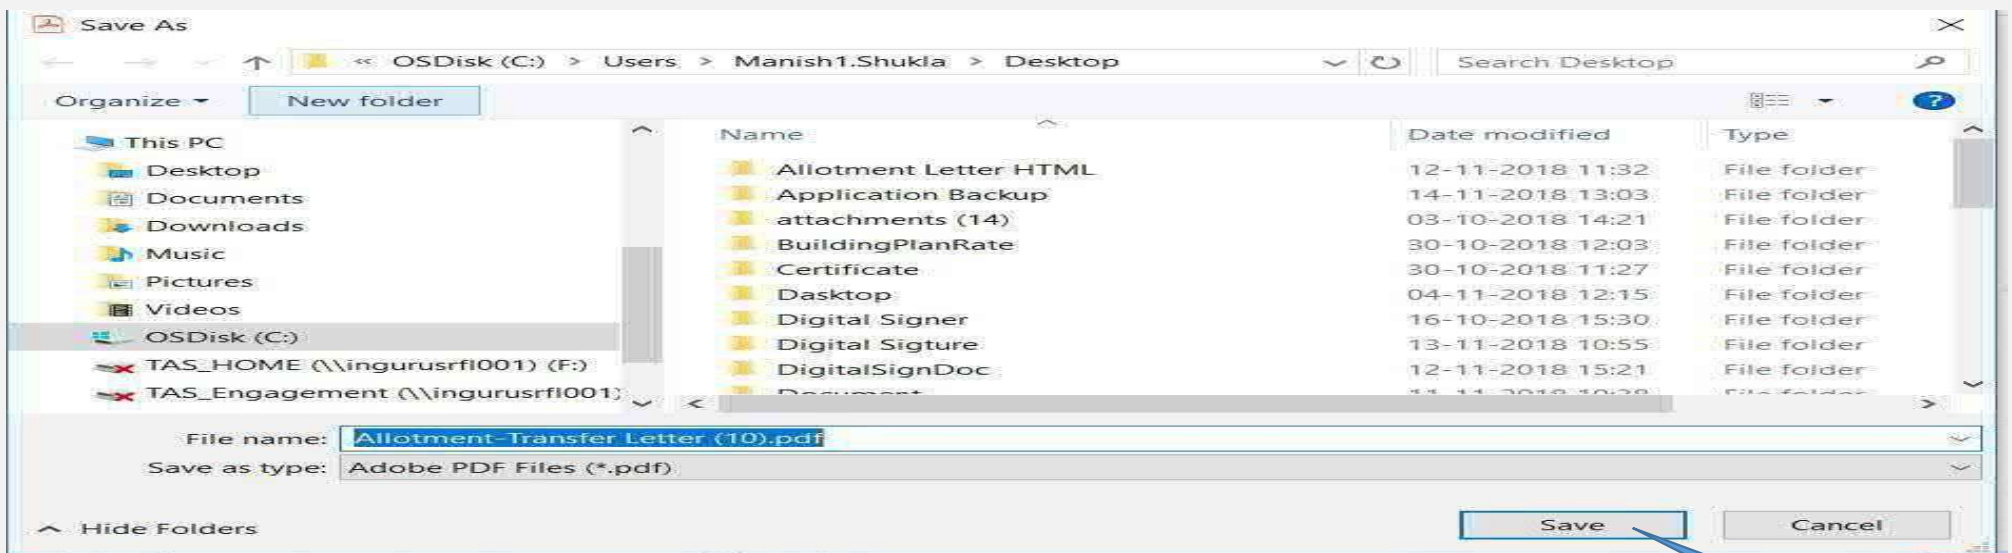 Save As
« OSDisk (C:) > Users > Manish1.Shukla > Desktop
Search Desktop
Organize
New folder
This PC
Desktop
Documents
Downloads
Music
Pictures
Videos
OSDisk (C:)
TAS_HOME (\\ingurusrfl001) (F:)
TAS_Engagement (\\ingurusrfl001)
Name Date modified Type
Allotment Letter HTML 12-11-2018 11:32 File folder
Application Backup 14-11-2018 13:03 File folder
attachments (14) 03-10-2018 14:21 File folder
BuildingPlanRate 30-10-2018 12:03 File folder
Certificate 30-10-2018 11:27 File folder
Dasktop 04-11-2018 12:15 File folder
Digital Signer 16-10-2018 15:30 File folder
Digital Sigture 13-11-2018 10:55 File folder
DigitalSignDoc 12-11-2018 15:21 File folder
File name: Allotment-Transfer Letter (10).pdf
Save as type: Adobe PDF Files (*.pdf)
Hide Folders
Save
Cancel